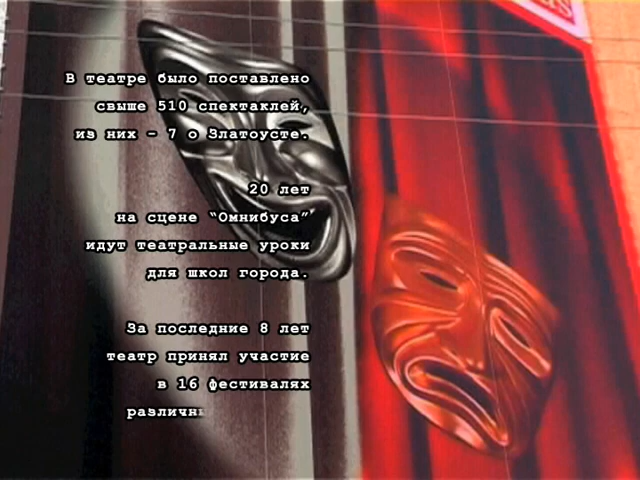 В театре было поставлено
свыше 510 спектаклей,
из них - 7 о Златоусте.
20 лет
на сцене "Омнибуса"
идут театральные уроки
для школ города.
За последние 8 лет
театр принял участие
в 16 фестивалях